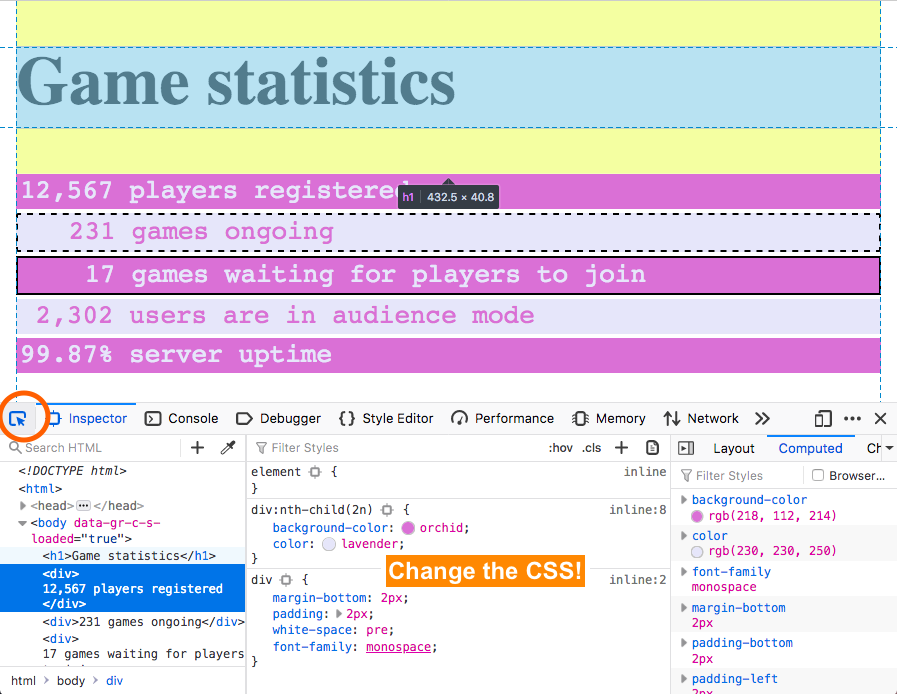 Game statistics
12,567 players registered
h1 432.5 × 40.8
231 games ongoing
17 games waiting for players to join
2,302 users are in audience mode
99.87% server uptime
Inspector Console Debugger {} Style Editor Performance Memory Network
Search HTML
Filter Styles :hov .cls
Layout Computed Ch
Filter Styles Browser...
<!DOCTYPE html>
<html>
<head> ••• </head>
<body data-gr-c-s-
loaded="true">
<h1>Game statistics</h1>
<div>
12,567 players registered
</div>
<div>231 games ongoing</div>
<div>
17 games waiting for players
html > body > div
element { inline
}
div:nth-child(2n) { inline:8
background-color: orchid;
color: lavender;
}
Change the CSS!
div { inline:2
margin-bottom: 2px;
padding: 2px;
white-space: pre;
font-family: monospace;
}
background-color
rgb(218, 112, 214)
color
rgb(230, 230, 250)
font-family
monospace
margin-bottom
2px
padding-bottom
2px
padding-left
2px